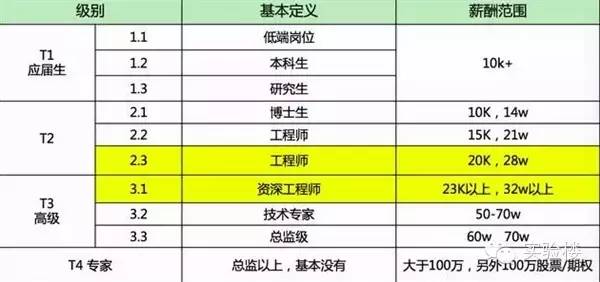 级别 基本定义 薪酬范围
T1 应届生 1.1 低端岗位 10k+
1.2 本科生
1.3 研究生
T2 2.1 博士生 10K，14w
2.2 工程师 15K，21w
2.3 工程师 20K，28w
T3 高级 3.1 资深工程师 23K以上，32w以上
3.2 技术专家 50-70w
3.3 总监级 60w 70w
T4 专家 总监以上，基本没有 大于100万，另外100万股票/期权
实验楼